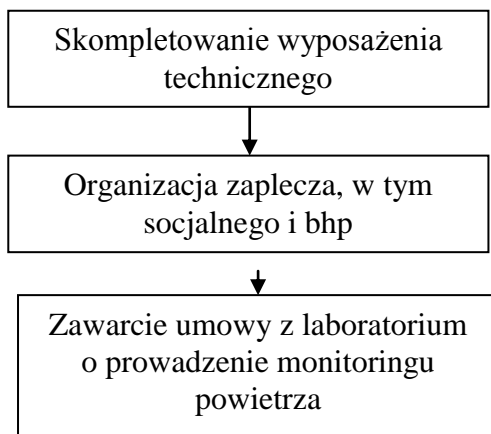 Skompletowanie wyposażenia
technicznego
Organizacja zaplecza, w tym
socjalnego i bhp
Zawarcie umowy z laboratorium
o prowadzenie monitoringu
powietrza